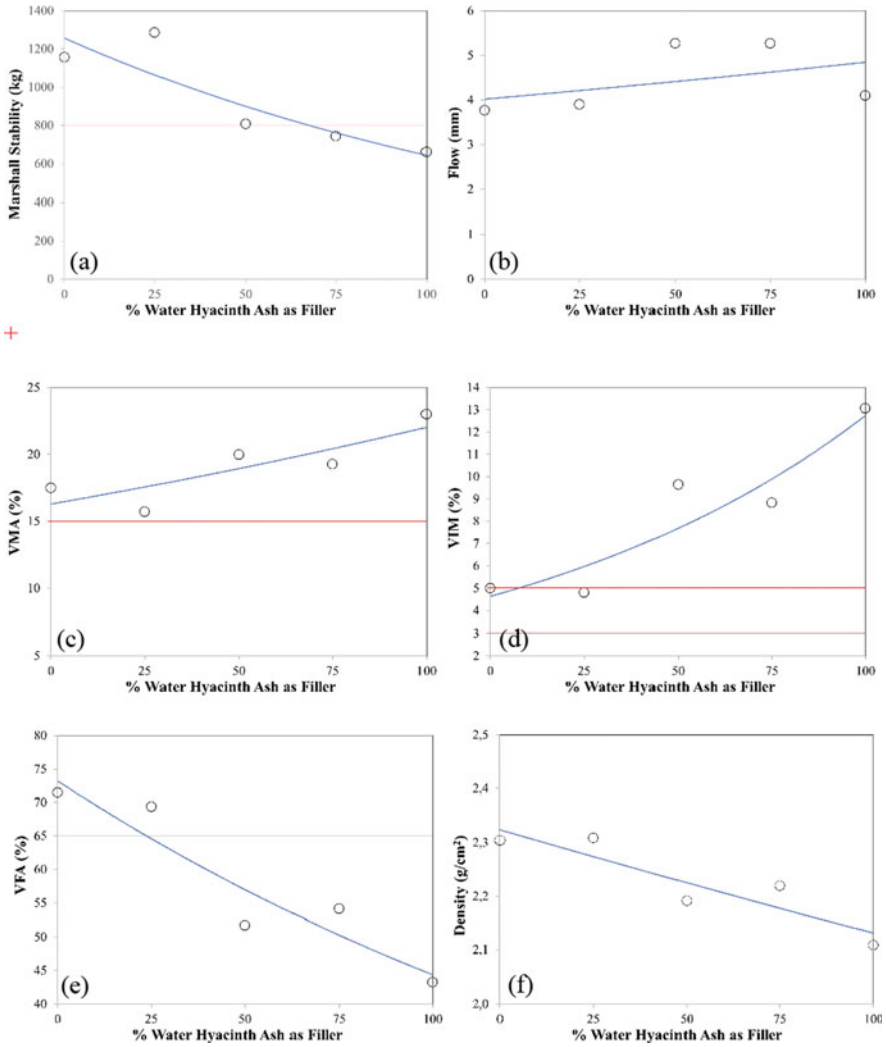 1400
1200
1000
800
600
400
200
0
Marshall Stability (kg)
(a)
0 25 50 75 100
% Water Hyacinth Ash as Filler
6
5
4
3
2
1
0
Flow (mm)
(b)
0 25 50 75 100
% Water Hyacinth Ash as Filler
+
25
20
15
10
5
VMA (%)
(c)
0 25 50 75 100
% Water Hyacinth Ash as Filler
14
13
12
11
10
9
8
7
6
5
4
3
2
VIM (%)
(d)
0 25 50 75 100
% Water Hyacinth Ash as Filler
80
75
70
65
60
55
50
45
40
VFA (%)
(e)
0 25 50 75 100
% Water Hyacinth Ash as Filler
2,5
2,4
2,3
2,2
2,1
2,0
Density (g/cm²)
(f)
0 25 50 75 100
% Water Hyacinth Ash as Filler